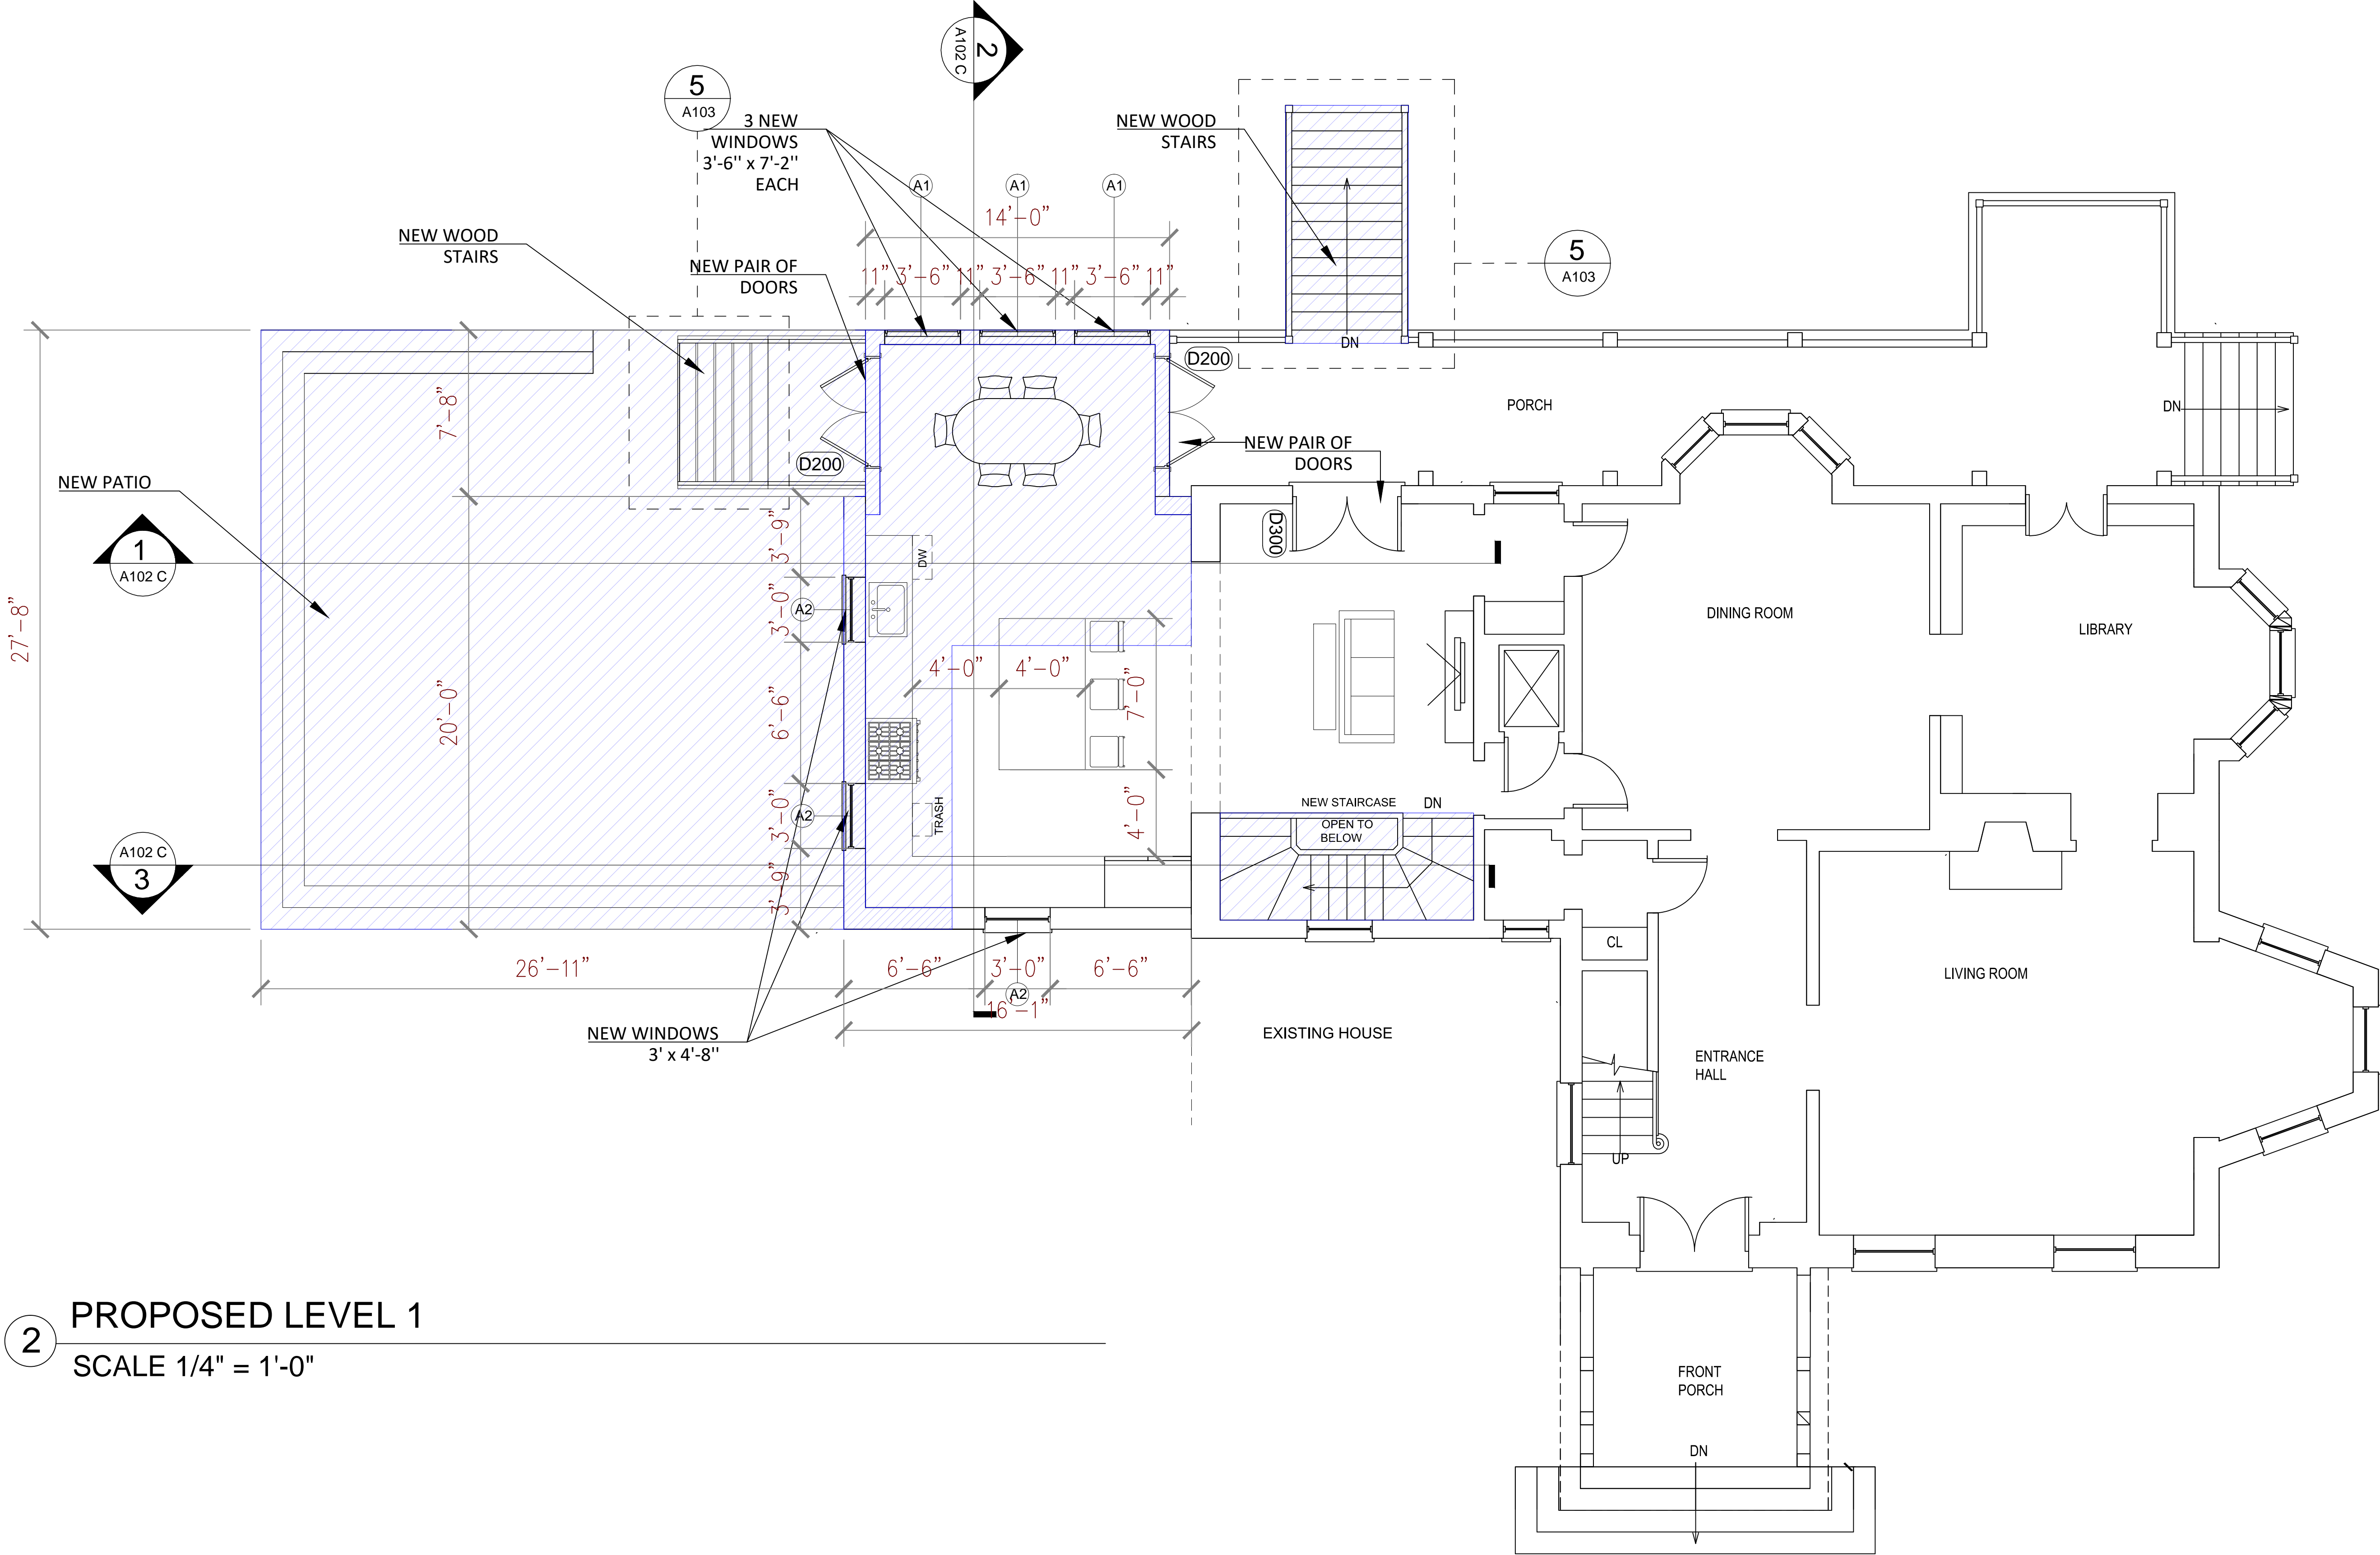 2
A102 C
5
A103
3 NEW
WINDOWS
3'-6'' x 7'-2''
EACH
NEW WOOD
STAIRS
A1
A1
A1
14'-0"
NEW WOOD
STAIRS
NEW PAIR OF
DOORS
5
A103
11"
3'-6"
11"
3'-6"
11"
3'-6"
11"
DN
D200
7'-8"
PORCH
DN
NEW PAIR OF
DOORS
D200
NEW PATIO
3'-9"
D300
DW
1
A102 C
27'-8"
3'-0"
A2
DINING ROOM
LIBRARY
4'-0"
4'-0"
7'-0"
20'-0"
6'-6"
3'-0"
A2
TRASH
4'-0"
NEW STAIRCASE
DN
OPEN TO
BELOW
A102 C
3
3'-9"
CL
26'-11"
6'-6"
3'-0"
6'-6"
A2
16'-1"
LIVING ROOM
NEW WINDOWS
3' x 4'-8''
EXISTING HOUSE
ENTRANCE
HALL
UP
2
PROPOSED LEVEL 1
SCALE 1/4" = 1'-0"
FRONT
PORCH
DN